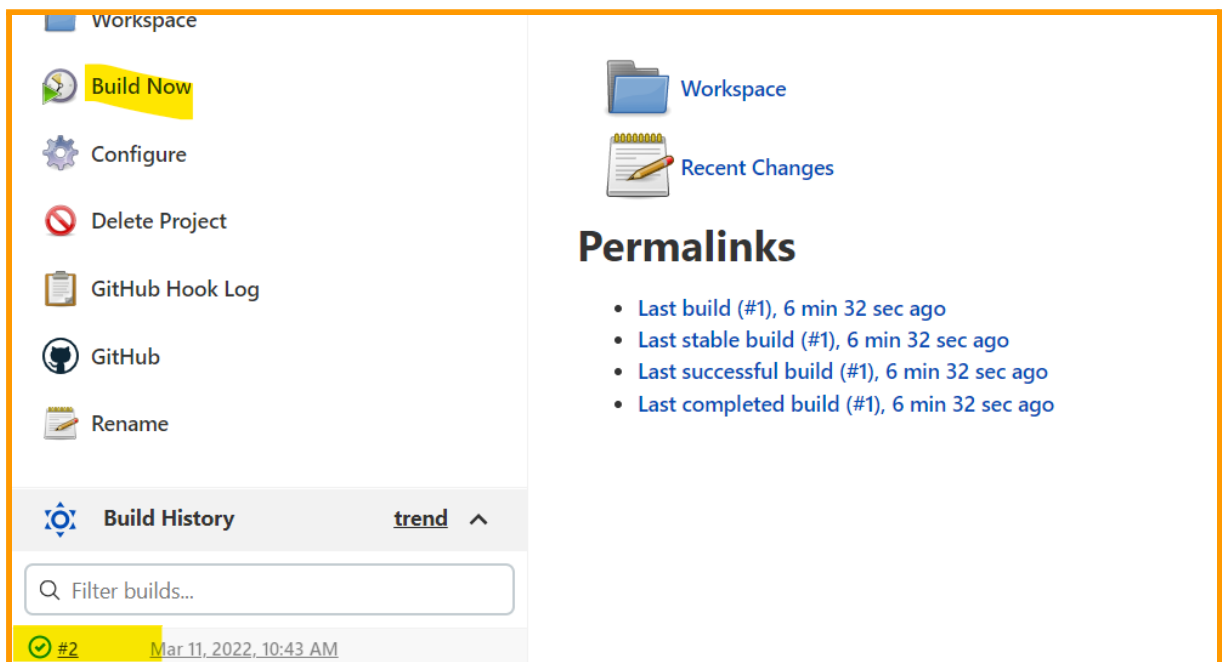 Workspace
Build Now
Configure
Delete Project
GitHub Hook Log
GitHub
Rename
Build History trend
Filter builds...
#2 Mar 11, 2022, 10:43 AM
Workspace
Recent Changes
Permalinks
Last build (#1), 6 min 32 sec ago
Last stable build (#1), 6 min 32 sec ago
Last successful build (#1), 6 min 32 sec ago
Last completed build (#1), 6 min 32 sec ago